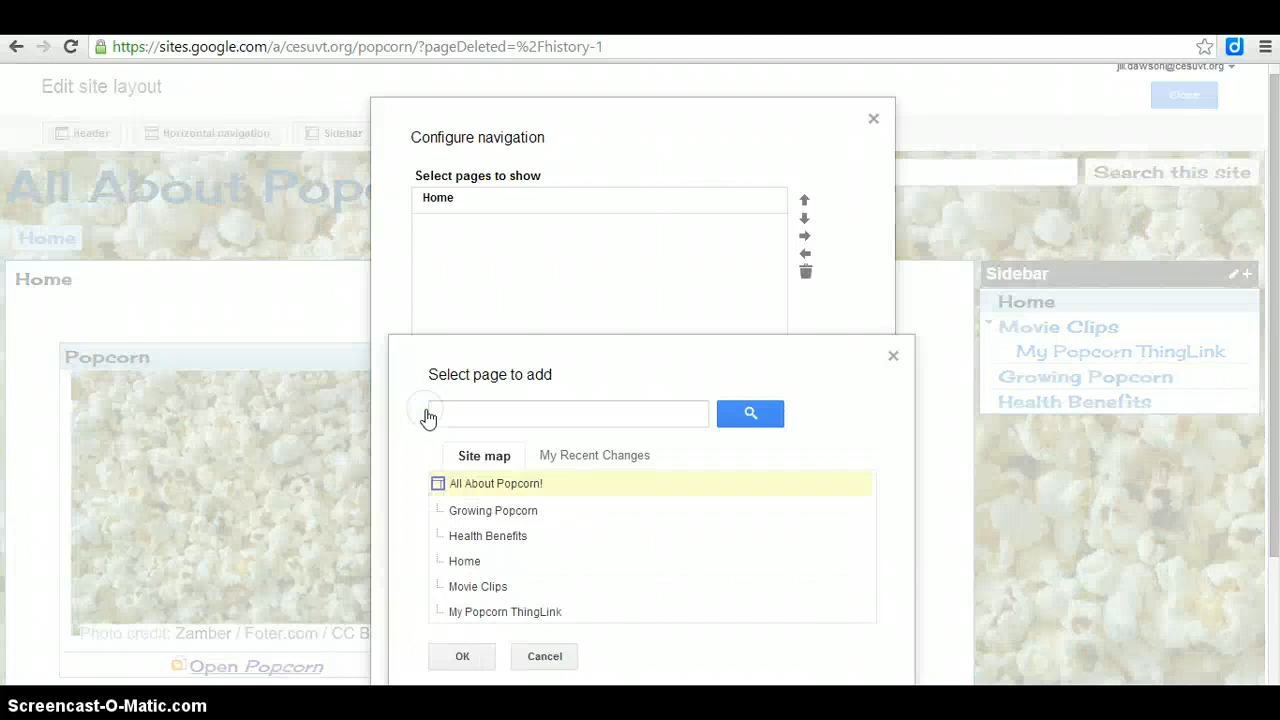 https://sites.google.com/a/cesuvt.org/popcorn/?pageDeleted=%2Fhistory-1
jill.dawson@cesuvt.org
Edit site layout
Close
Header
Horizontal navigation
Sidebar
Configure navigation
All About Popc
Search this site
Select pages to show
Home
Home
Home
Sidebar
Home
Movie Clips
My Popcorn ThingLink
Growing Popcorn
Health Benefits
Popcorn
Select page to add
Site map
My Recent Changes
All About Popcorn!
Growing Popcorn
Health Benefits
Home
Movie Clips
My Popcorn ThingLink
Photo credit: Zamber / Foter.com / CC B
OK
Cancel
Open Popcorn
Screencast-O-Matic.com